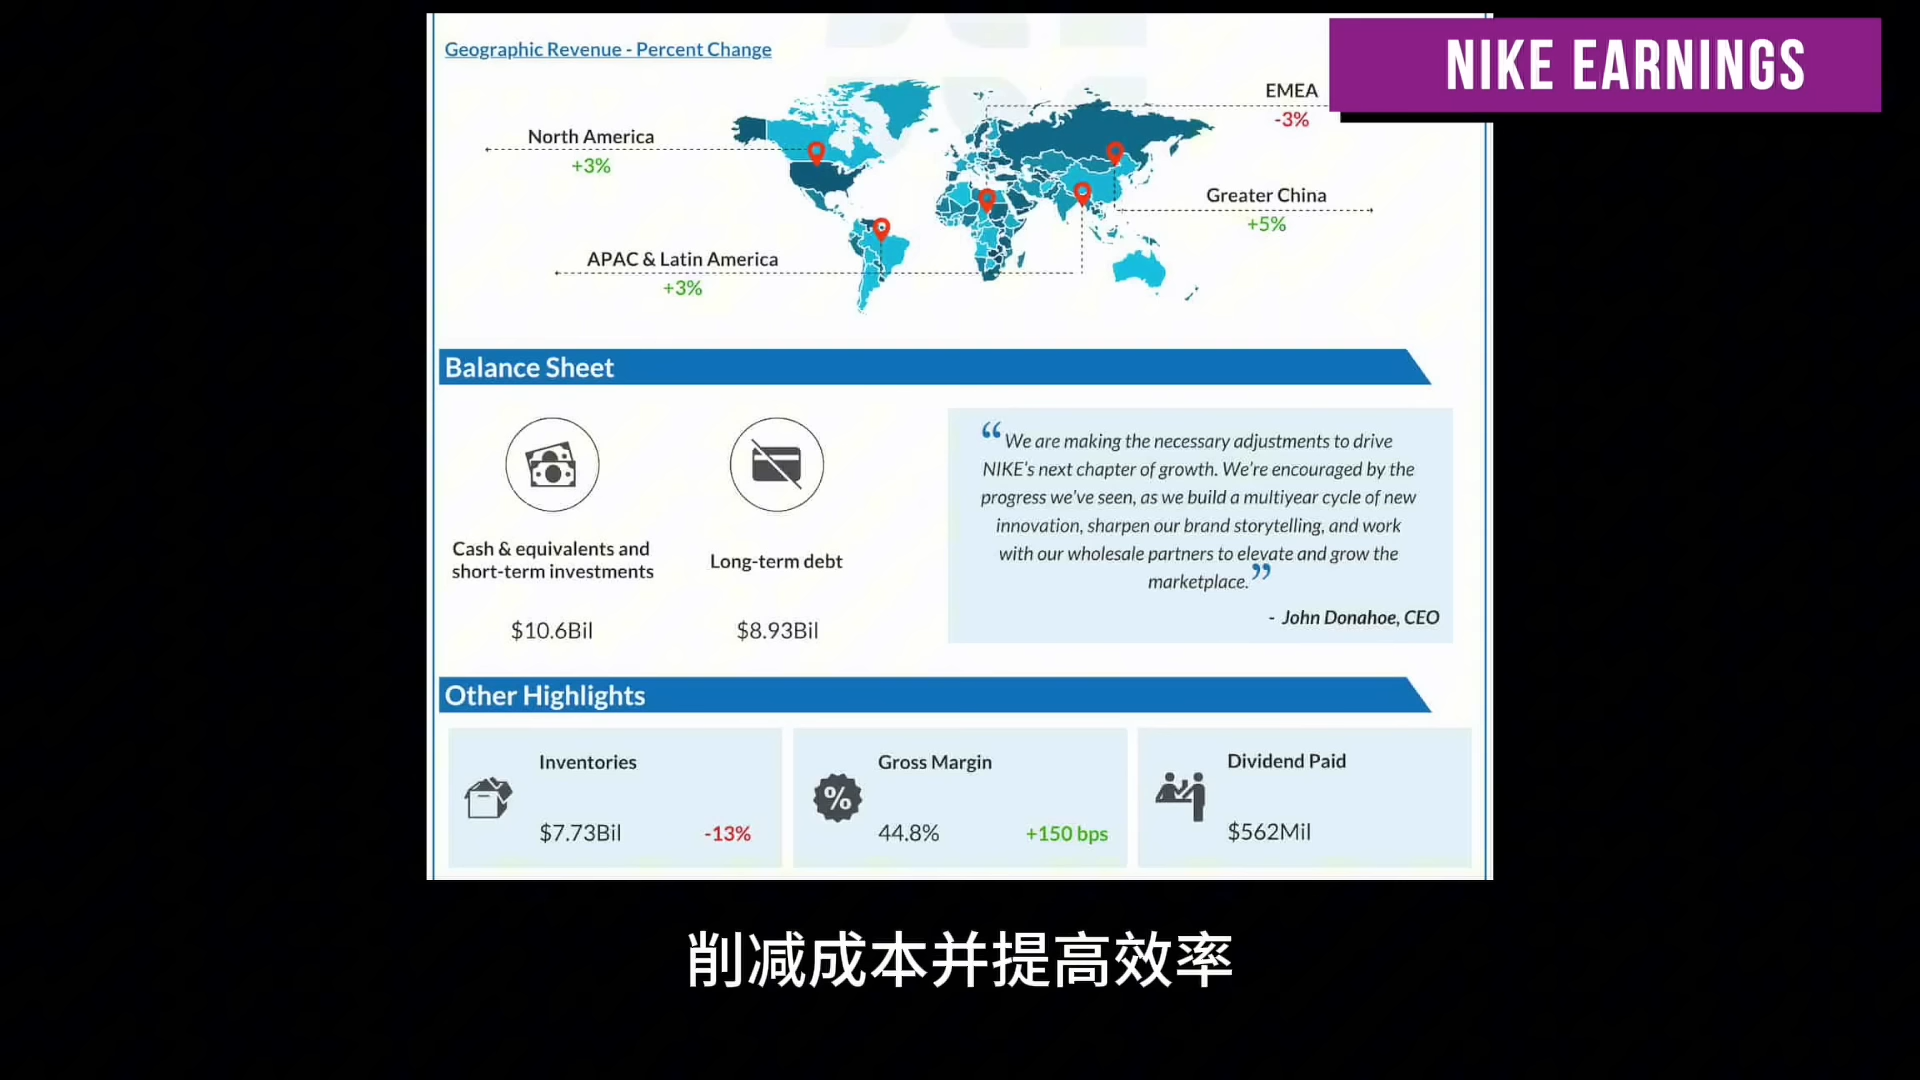 NIKE EARNINGS
Geographic Revenue - Percent Change
North America
+3%
EMEA
-3%
Greater China
+5%
APAC & Latin America
+3%
Balance Sheet
Cash & equivalents and
short-term investments
$10.6Bil
Long-term debt
$8.93Bil
“We are making the necessary adjustments to drive
NIKE’s next chapter of growth. We’re encouraged by the
progress we’ve seen, as we build a multiyear cycle of new
innovation, sharpen our brand storytelling, and work
with our wholesale partners to elevate and grow the
marketplace.”
- John Donahoe, CEO
Other Highlights
Inventories
$7.73Bil -13%
%
Gross Margin
44.8% +150 bps
Dividend Paid
$562Mil
削减成本并提高效率